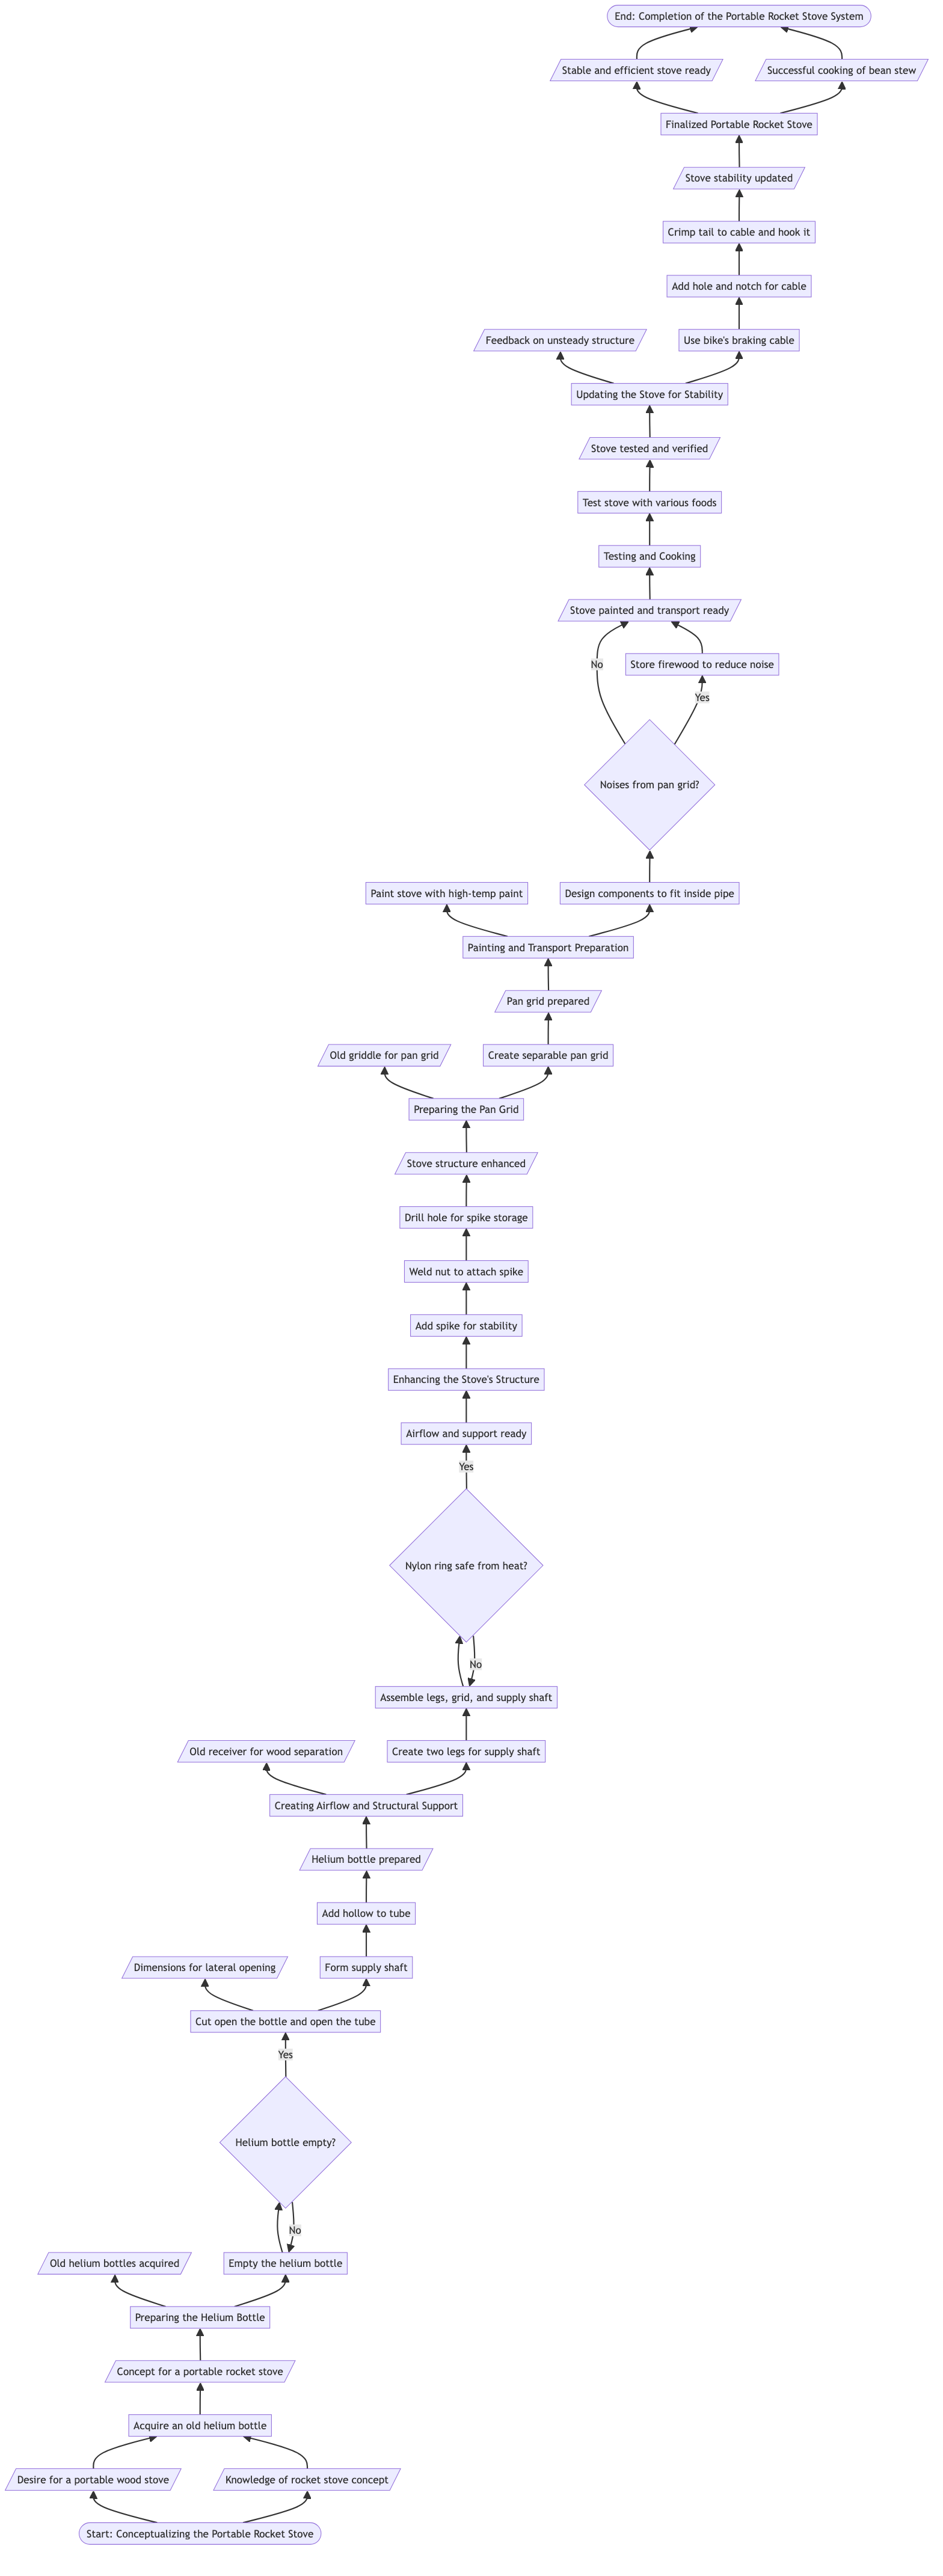 End: Completion of the Portable Rocket Stove System
Stable and efficient stove ready
Successful cooking of bean stew
Finalized Portable Rocket Stove
Stove stability updated
Crimp tail to cable and hook it
Add hole and notch for cable
Feedback on unsteady structure
Use bike's braking cable
Updating the Stove for Stability
Stove tested and verified
Test stove with various foods
Testing and Cooking
Stove painted and transport ready
No
Store firewood to reduce noise
Yes
Noises from pan grid?
Paint stove with high-temp paint
Design components to fit inside pipe
Painting and Transport Preparation
Pan grid prepared
Old griddle for pan grid
Create separable pan grid
Preparing the Pan Grid
Stove structure enhanced
Drill hole for spike storage
Weld nut to attach spike
Add spike for stability
Enhancing the Stove's Structure
Airflow and support ready
Yes
Nylon ring safe from heat?
No
Assemble legs, grid, and supply shaft
Old receiver for wood separation
Create two legs for supply shaft
Creating Airflow and Structural Support
Helium bottle prepared
Add hollow to tube
Dimensions for lateral opening
Form supply shaft
Cut open the bottle and open the tube
Yes
Helium bottle empty?
No
Old helium bottles acquired
Empty the helium bottle
Preparing the Helium Bottle
Concept for a portable rocket stove
Acquire an old helium bottle
Desire for a portable wood stove
Knowledge of rocket stove concept
Start: Conceptualizing the Portable Rocket Stove